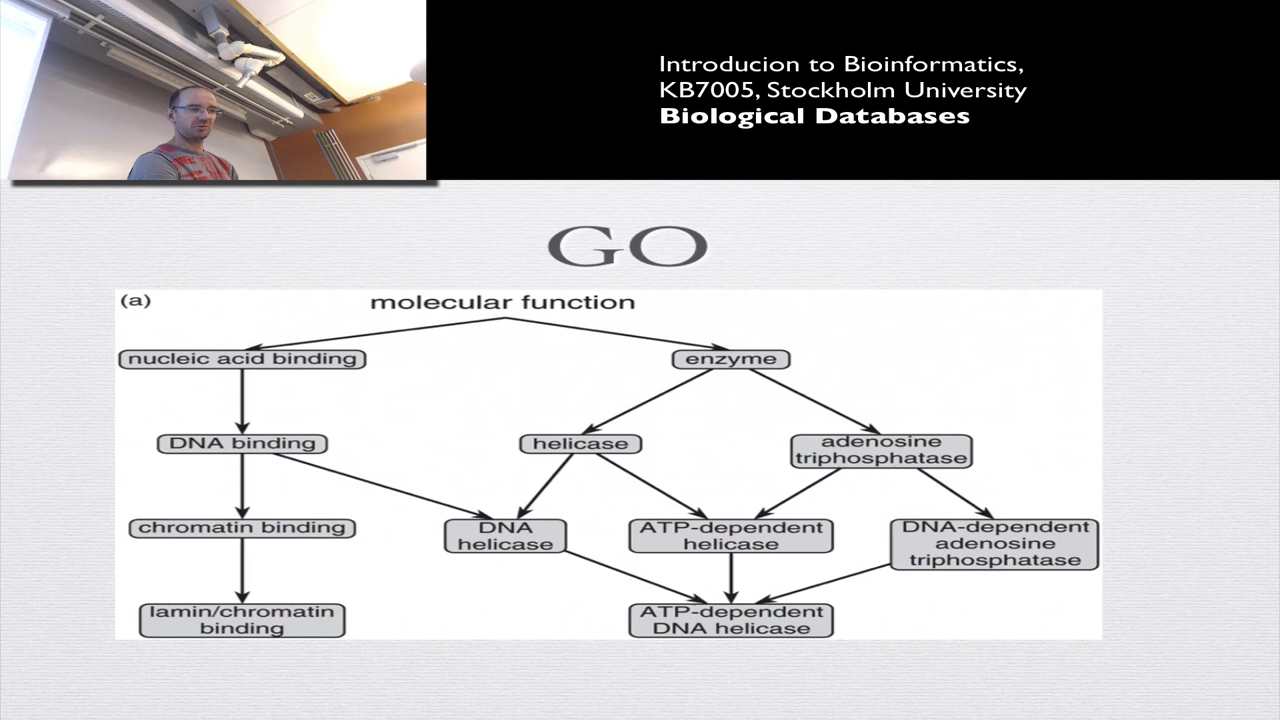 Introducion to Bioinformatics,
KB7005, Stockholm University
Biological Databases
GO
(a)
molecular function
nucleic acid binding
enzyme
DNA binding
helicase
adenosine
triphosphatase
chromatin binding
DNA
helicase
ATP-dependent
helicase
DNA-dependent
adenosine
triphosphatase
lamin/chromatin
binding
ATP-dependent
DNA helicase